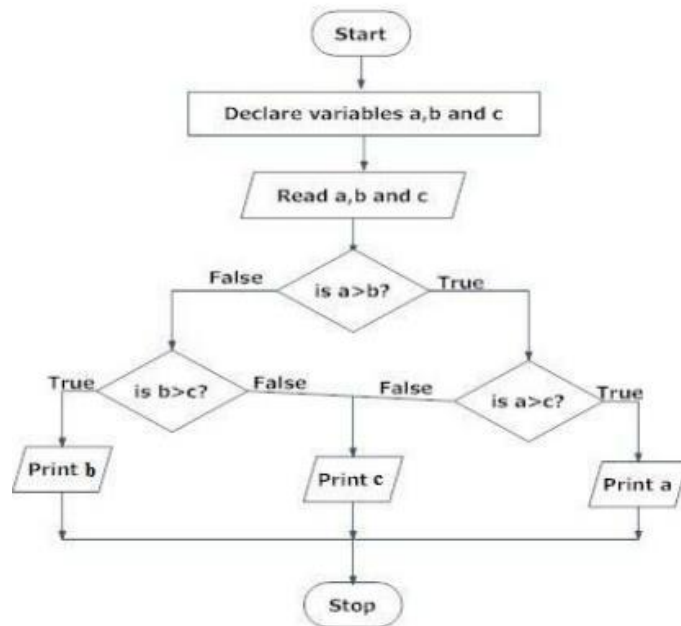 Start
Declare variables a,b and c
Read a,b and c
False
is a>b?
True
True
is b>c?
False
False
is a>c?
True
Print b
Print c
Print a
Stop